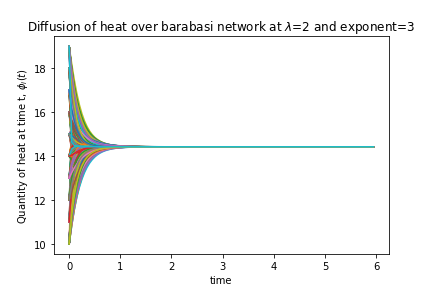 Diffusion of heat over barabasi network at λ=2 and exponent=3
Quantity of heat at time t, ϕᵢ(t)
18
16
14
12
10
0 1 2 3 4 5 6
time